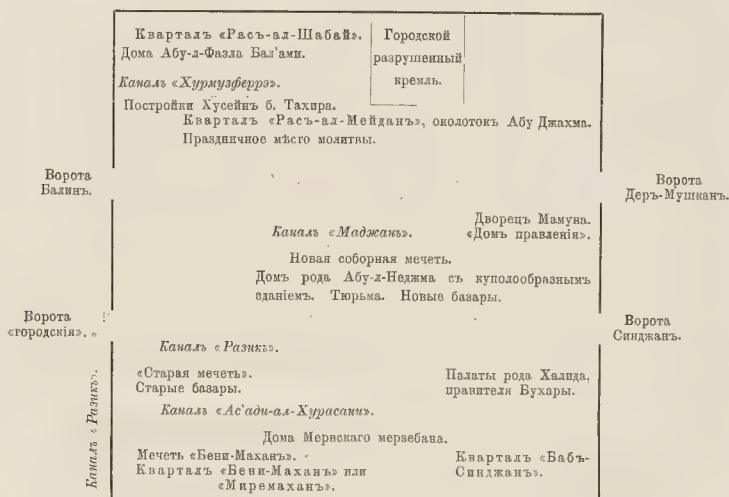 Кварталъ «Расъ-ал-Шабай».
Дома Абу-л-Фазла Бал'ами.
Городской
разрушенный
кремль.
Каналъ «Хурмузферрэ».
Постройки Хусейнъ б. Тахира.
Кварталъ «Расъ-ал-Мейданъ», околотокъ Абу Джахма.
Праздничное мѣсто молитвы.
Ворота
Балинъ.
Ворота
Деръ-Мушканъ.
Дворецъ Мамуна.
Каналъ «Маджанъ». «Домъ правленія».
Новая соборная мечеть.
Домъ рода Абу-л-Неджма съ куполообразнымъ
зданіемъ. Тюрьма. Новые базары.
Ворота
«городскія».
Ворота
Синджанъ.
Каналъ «Разикъ».
«Старая мечеть».
Старые базары.
Палаты рода Халида,
правителя Бухары.
Каналъ «Ас'ади-ал-Хурасани».
Каналъ «Разикъ».
Дома Мервскаго мерзебана.
Мечеть «Бени-Маханъ».
Кварталъ «Бени-Маханъ» или
«Миремаханъ».
Кварталъ «Бабъ-
Синджанъ».